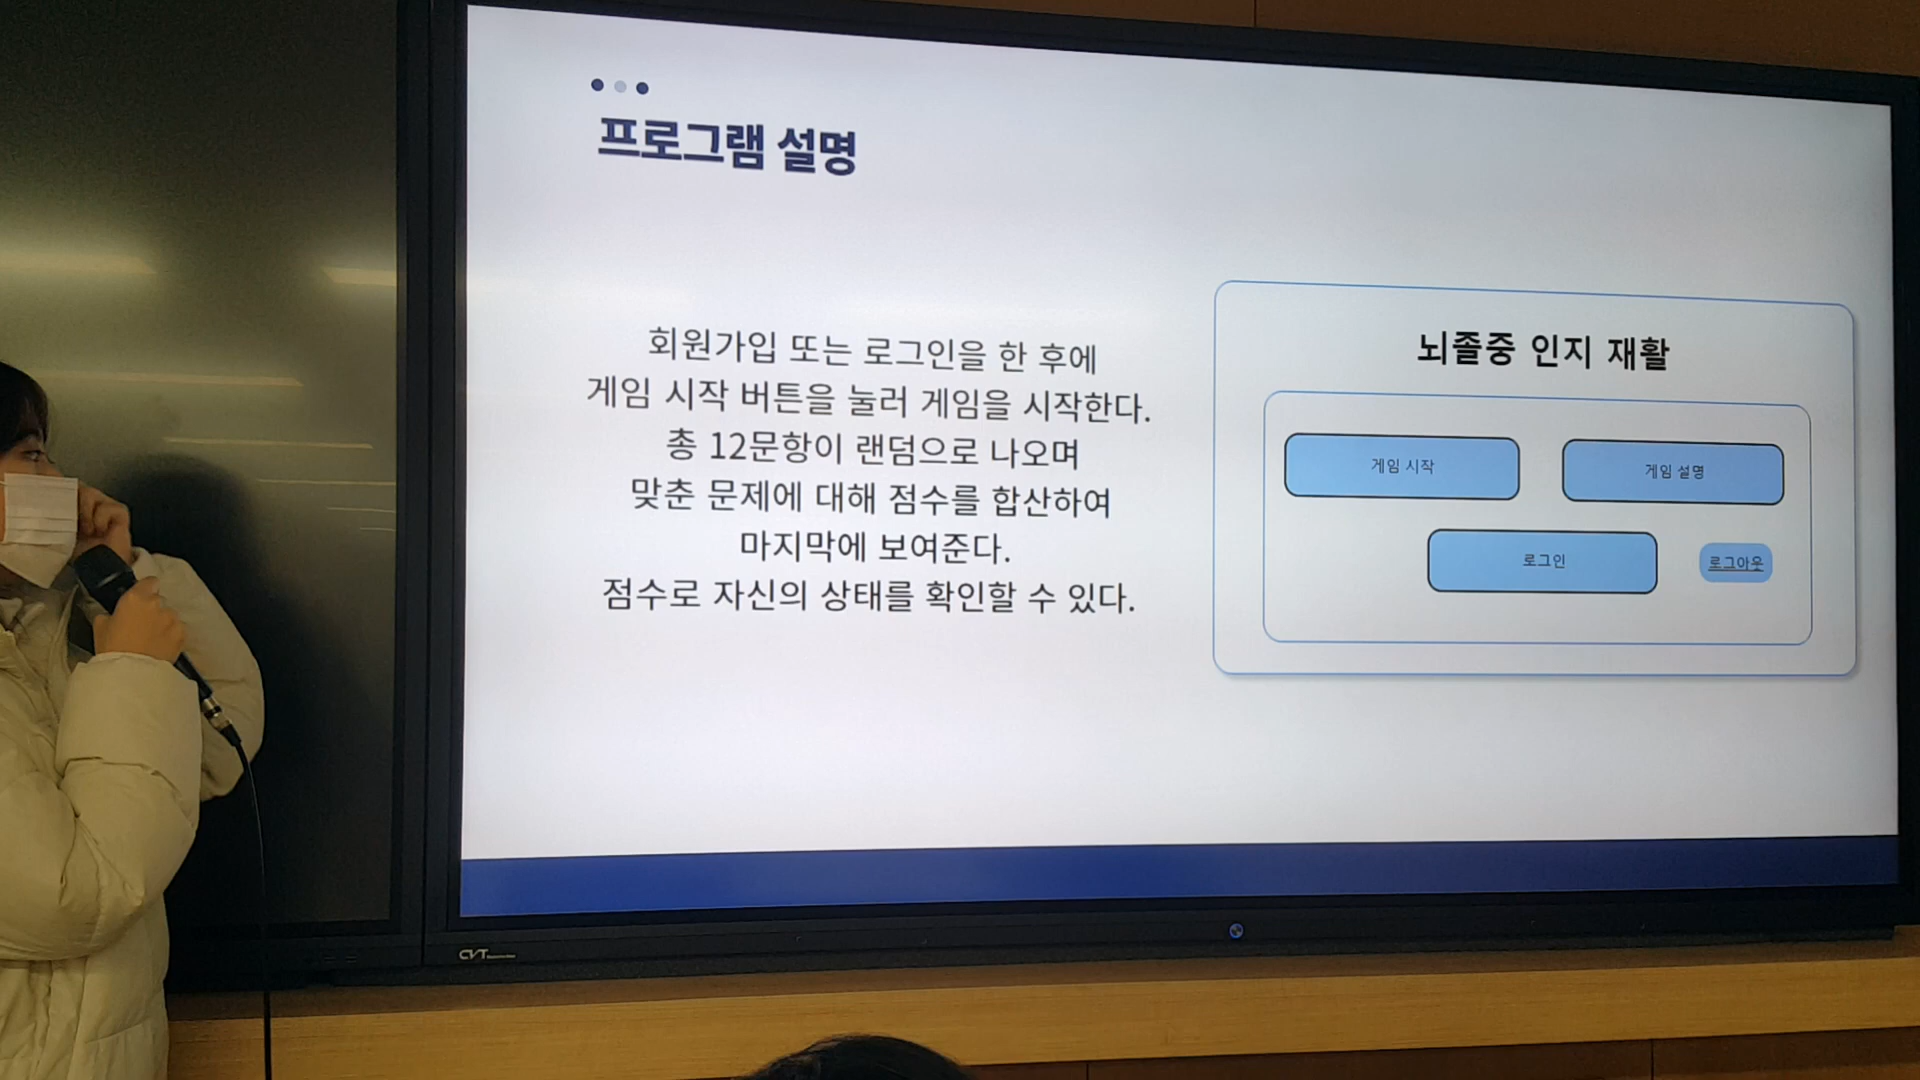 프로그램 설명
회원가입 또는 로그인을 한 후에
게임 시작 버튼을 눌러 게임을 시작한다.
총 12문항이 랜덤으로 나오며
맞춘 문제에 대해 점수를 합산하여
마지막에 보여준다.
점수로 자신의 상태를 확인할 수 있다.
뇌졸중 인지 재활
게임 시작
게임 설명
로그인
로그아웃
CVT